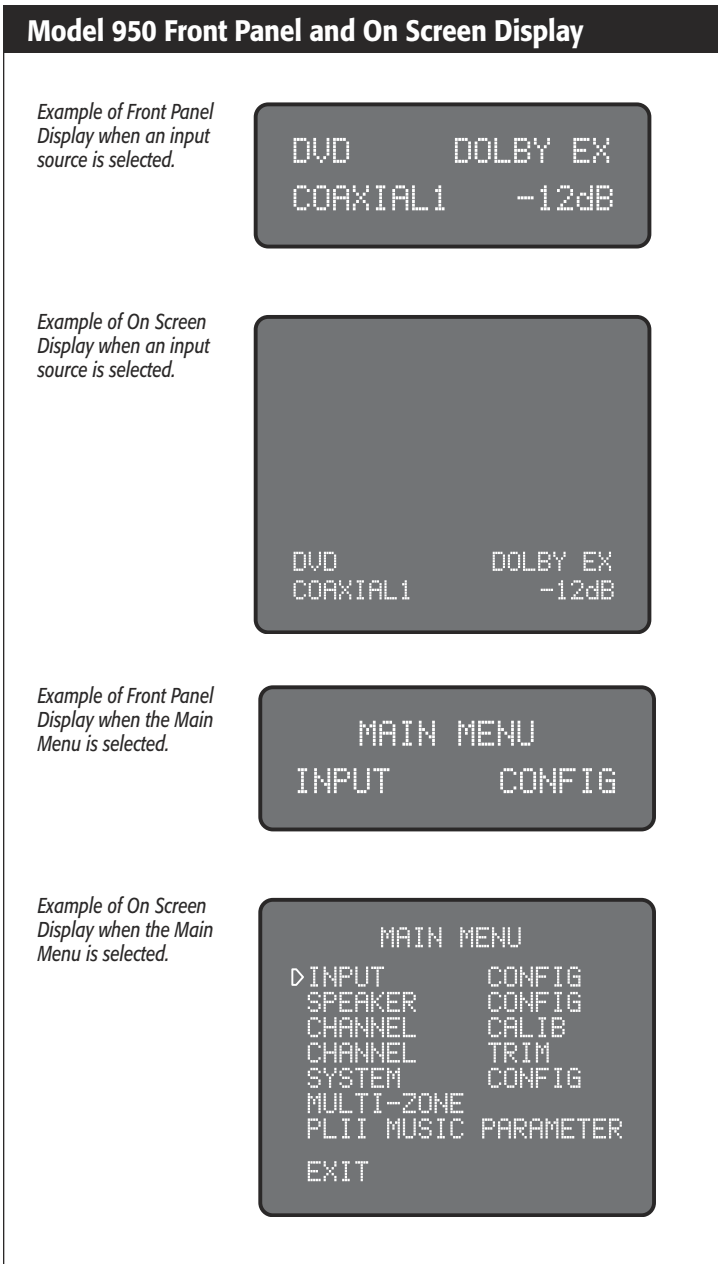 Model 950 Front Panel and On Screen Display
Example of Front Panel
Display when an input
source is selected.
DVD DOLBY EX
COAXIAL1 -12dB
Example of On Screen
Display when an input
source is selected.
DVD DOLBY EX
COAXIAL1 -12dB
Example of Front Panel
Display when the Main
Menu is selected.
MAIN MENU
INPUT CONFIG
Example of On Screen
Display when the Main
Menu is selected.
MAIN MENU
INPUT CONFIG
SPEAKER CONFIG
CHANNEL CALIB
CHANNEL TRIM
SYSTEM CONFIG
MULTI-ZONE
PLII MUSIC PARAMETER
EXIT